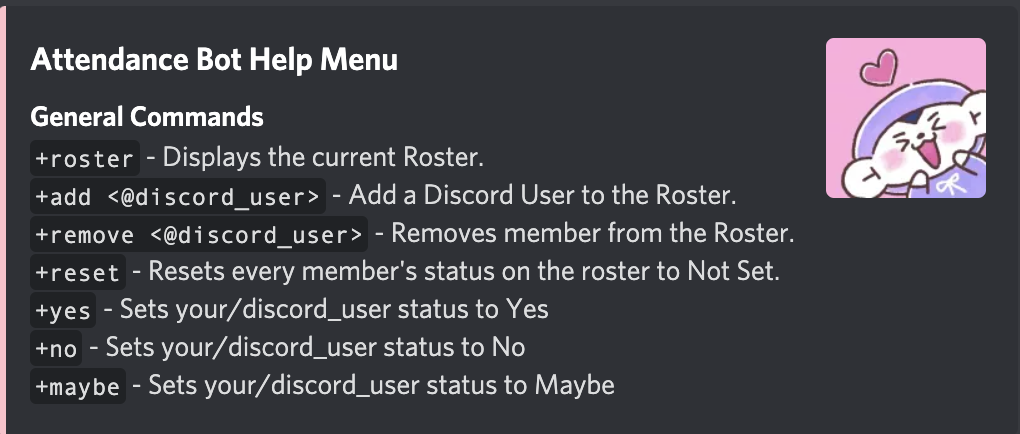 Attendance Bot Help Menu
General Commands
+roster - Displays the current Roster.
+add <@discord_user> - Add a Discord User to the Roster.
+remove <@discord_user> - Removes member from the Roster.
+reset - Resets every member's status on the roster to Not Set.
+yes - Sets your/discord_user status to Yes
+no - Sets your/discord_user status to No
+maybe - Sets your/discord_user status to Maybe